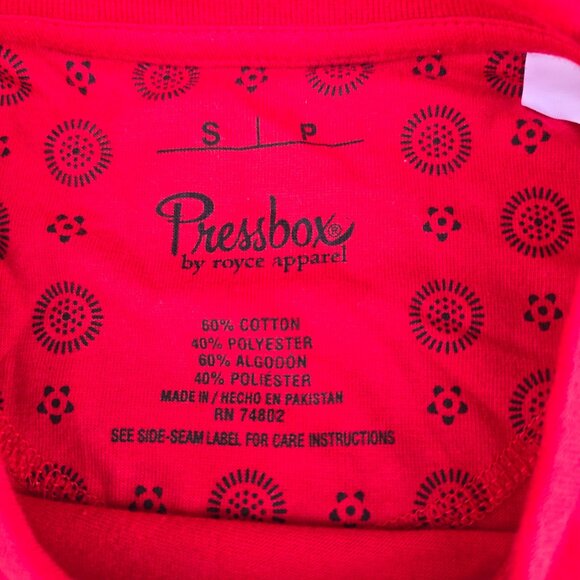 S | P
Pressbox®
by royce apparel
60% COTTON
40% POLYESTER
60% ALGODON
40% POLIÉSTER
MADE IN / HECHO EN PAKISTAN
RN 74802
SEE SIDE-SEAM LABEL FOR CARE INSTRUCTIONS